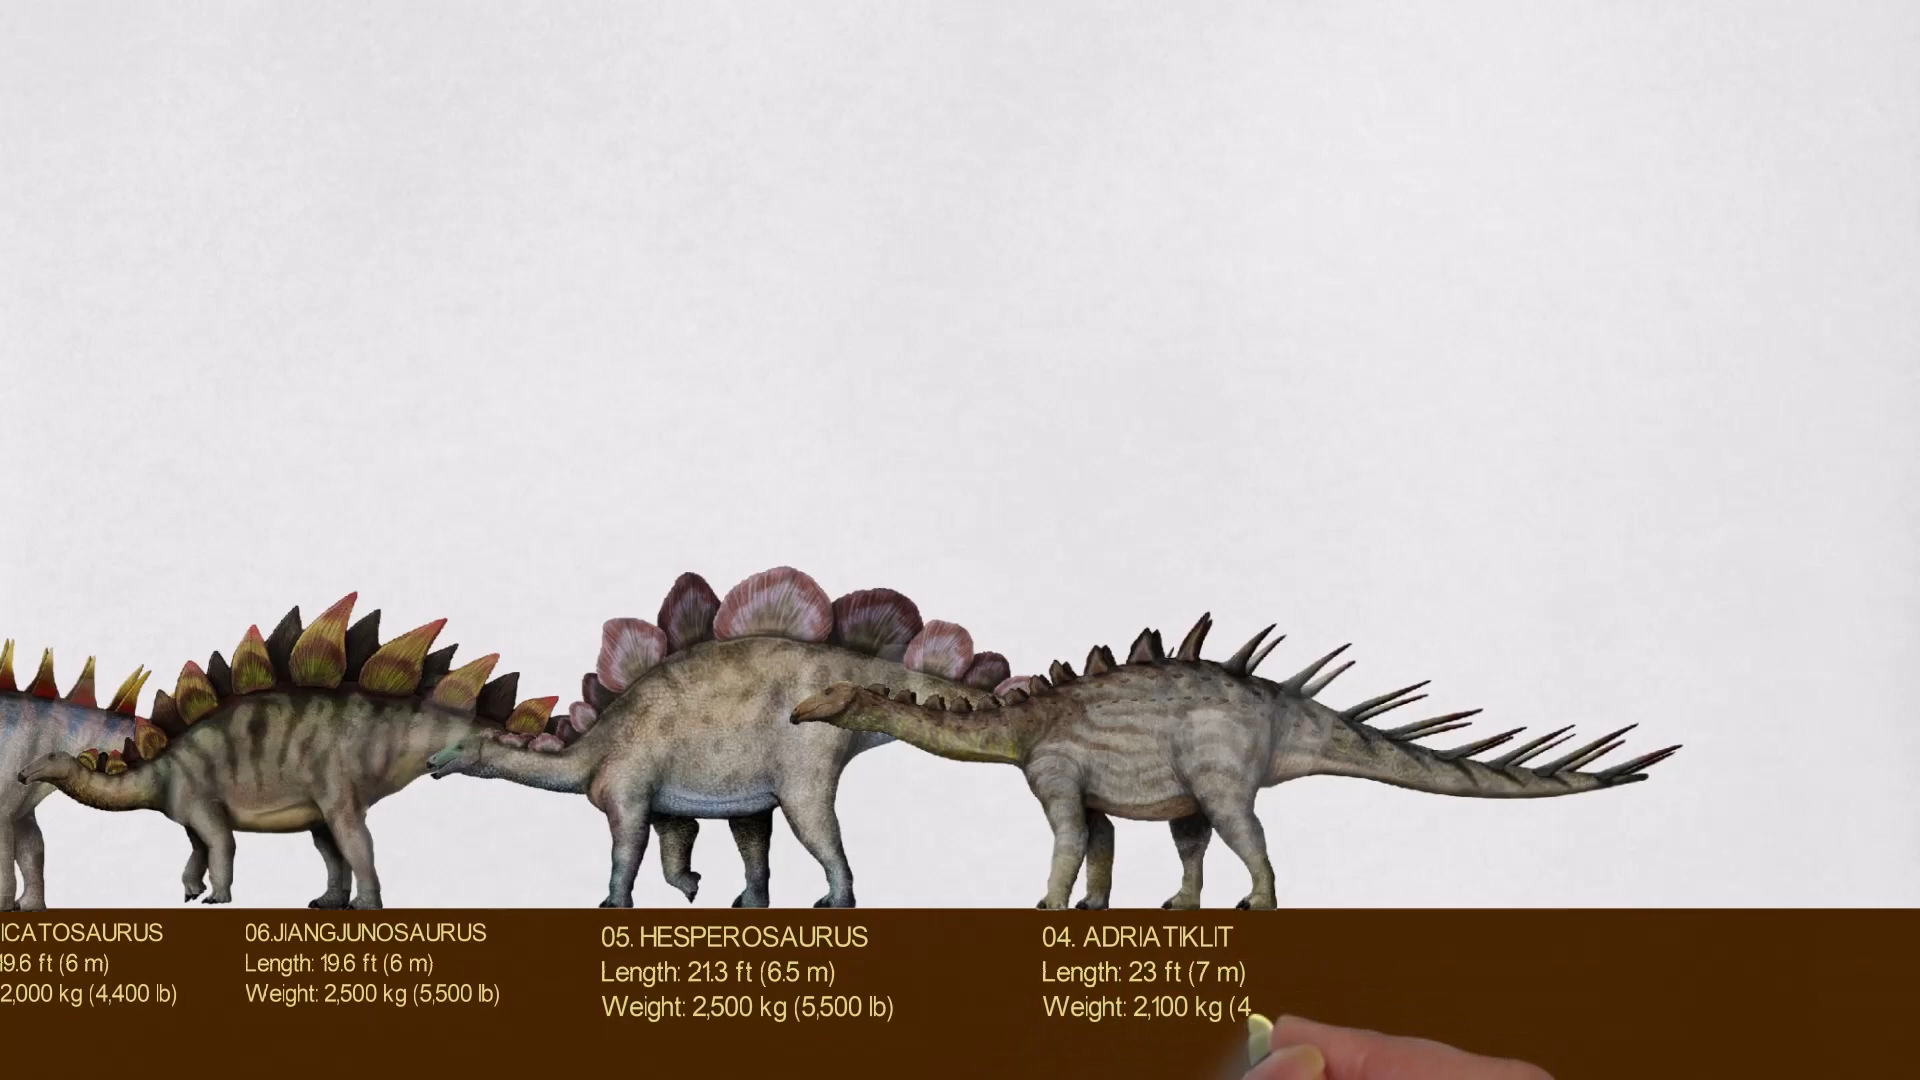 ICATOSAURUS
19.6 ft (6 m)
2,000 kg (4,400 lb)
06.JIANGJUNOSAURUS
Length: 19.6 ft (6 m)
Weight: 2,500 kg (5,500 lb)
05. HESPEROSAURUS
Length: 21.3 ft (6.5 m)
Weight: 2,500 kg (5,500 lb)
04. ADRIATIKLIT
Length: 23 ft (7 m)
Weight: 2,100 kg (4